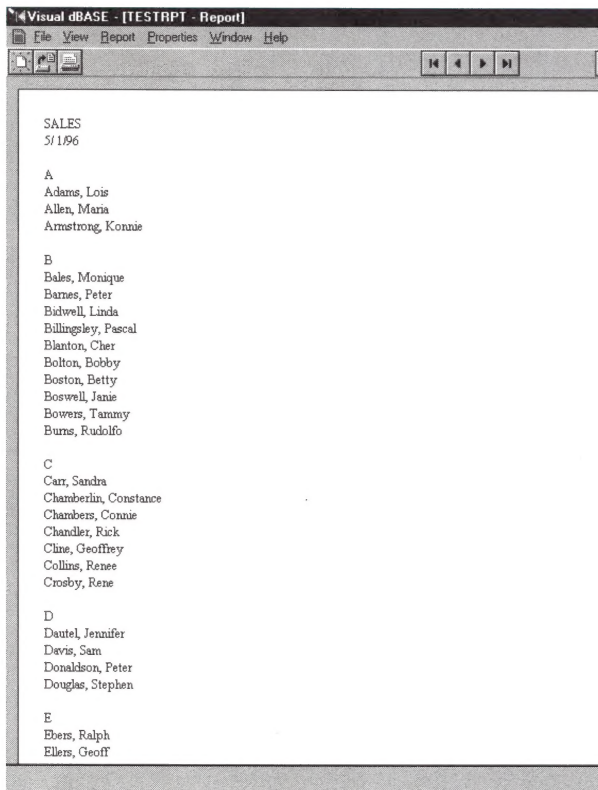 Visual dBASE - [TESTRPT - Report]
File View Report Properties Window Help
SALES
5/ 1/96
A
Adams, Lois
Allen, Maria
Armstrong, Konnie
B
Bales, Monique
Barnes, Peter
Bidwell, Linda
Billingsley, Pascal
Blanton, Cher
Bolton, Bobby
Boston, Betty
Boswell, Janie
Bowers, Tammy
Burns, Rudolfo
C
Carr, Sandra
Chamberlin, Constance
Chambers, Connie
Chandler, Rick
Cline, Geoffrey
Collins, Renee
Crosby, Rene
D
Dautel, Jennifer
Davis, Sam
Donaldson, Peter
Douglas, Stephen
E
Ebers, Ralph
Ellers, Geoff